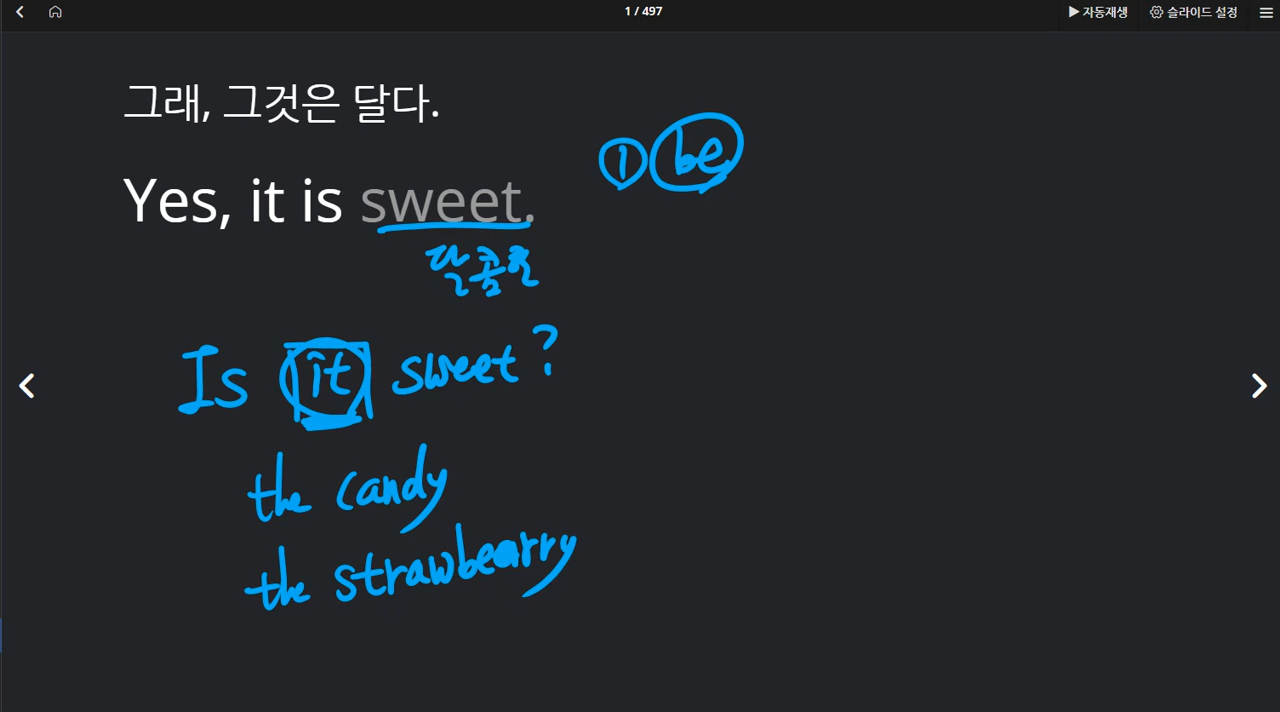 1 / 497
▶ 자동재생
슬라이드 설정
그래, 그것은 달다.
① be
Yes, it is sweet.
달콤한
Is it sweet?
the candy
the strawbearry